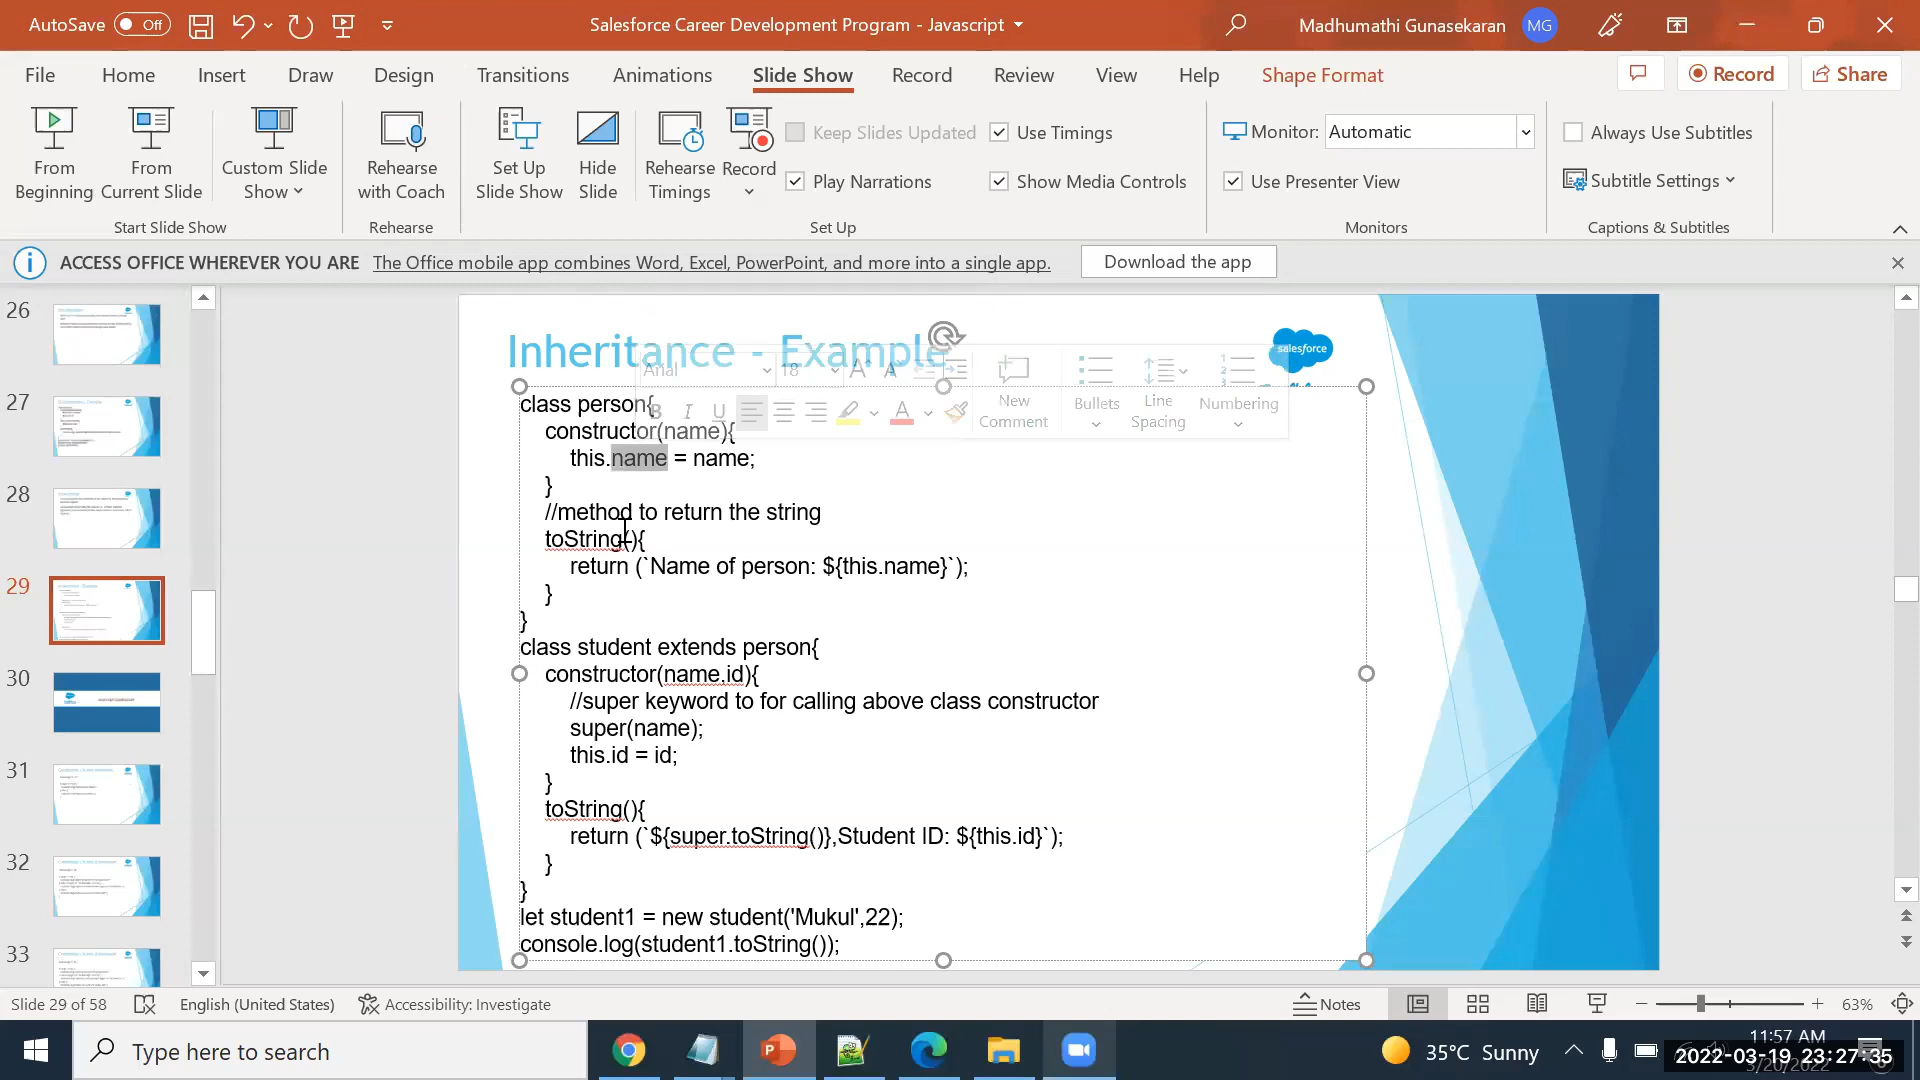 AutoSave Off
Salesforce Career Development Program - Javascript
Madhumathi Gunasekaran MG
File Home Insert Draw Design Transitions Animations Slide Show Record Review View Help Shape Format
Record Share
From Beginning
From Current Slide
Custom Slide Show
Rehearse with Coach
Set Up Slide Show
Hide Slide
Rehearse Timings
Record
Keep Slides Updated
Use Timings
Play Narrations
Show Media Controls
Monitor: Automatic
Use Presenter View
Always Use Subtitles
Subtitle Settings
Start Slide Show
Rehearse
Set Up
Monitors
Captions & Subtitles
ACCESS OFFICE WHEREVER YOU ARE The Office mobile app combines Word, Excel, PowerPoint, and more into a single app. Download the app
26
27
28
29
30
31
32
33
Inheritance - Example
salesforce
Arial 18
B I U A
New Comment
Bullets
Line Spacing
Numbering
class person{
constructor(name){
this.name = name;
}
//method to return the string
toString(){
return (`Name of person: ${this.name}`);
}
}
class student extends person{
constructor(name.id){
//super keyword to for calling above class constructor
super(name);
this.id = id;
}
toString(){
return (`${super.toString()},Student ID: ${this.id}`);
}
}
let student1 = new student('Mukul',22);
console.log(student1.toString());
Slide 29 of 58
English (United States)
Accessibility: Investigate
Notes
63%
Type here to search
35°C Sunny
11:57 AM
2022-03-19 23:27:35